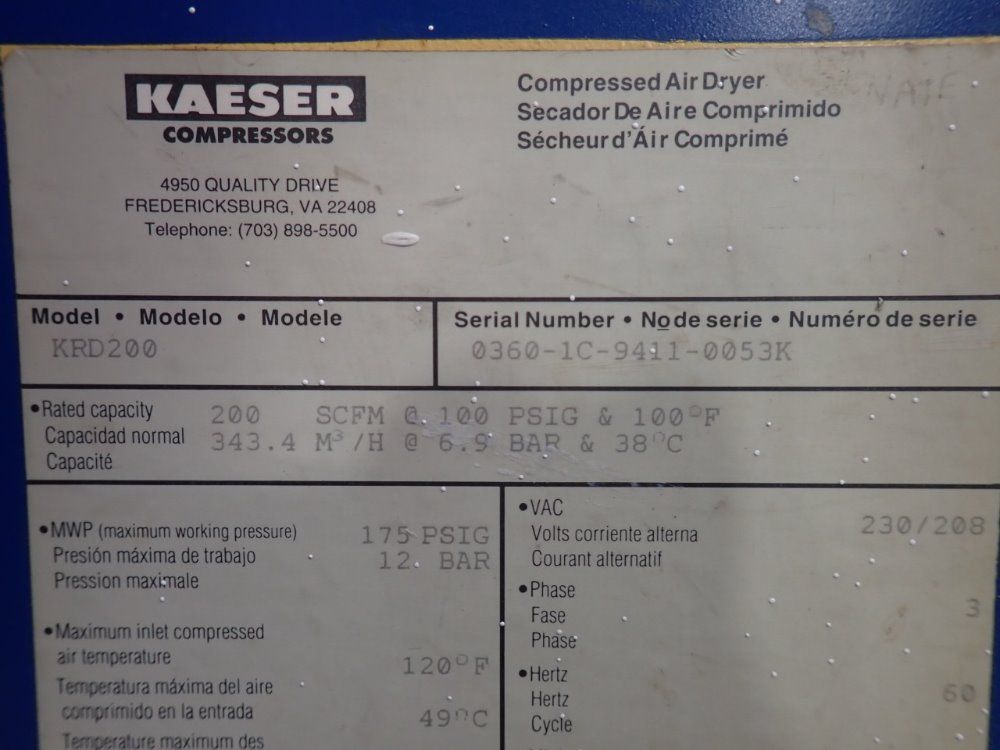 KAESER
COMPRESSORS
4950 QUALITY DRIVE
FREDERICKSBURG, VA 22408
Telephone: (703) 898-5500
Compressed Air Dryer
Secador De Aire Comprimido
Sécheur d'Áir Comprimé
Model • Modelo • Modele
KRD200
Serial Number • No de serie • Numéro de serie
0360-1C-9411-0053K
•Rated capacity 200 SCFM @ 100 PSIG & 100°F
Capacidad normal 343.4 M³/H @ 6.9 BAR & 38°C
Capacité
•MWP (maximum working pressure) 175 PSIG
Presión máxima de trabajo 12. BAR
Pression maximale
•Maximum inlet compressed
air temperature 120°F
Temperatura máxima del aire
comprimido en la entrada 49°C
Temperature maximum des
•VAC
Volts corriente alterna 230/208
Courant alternatif
•Phase
Fase 3
Phase
•Hertz
Hertz 60
Cycle